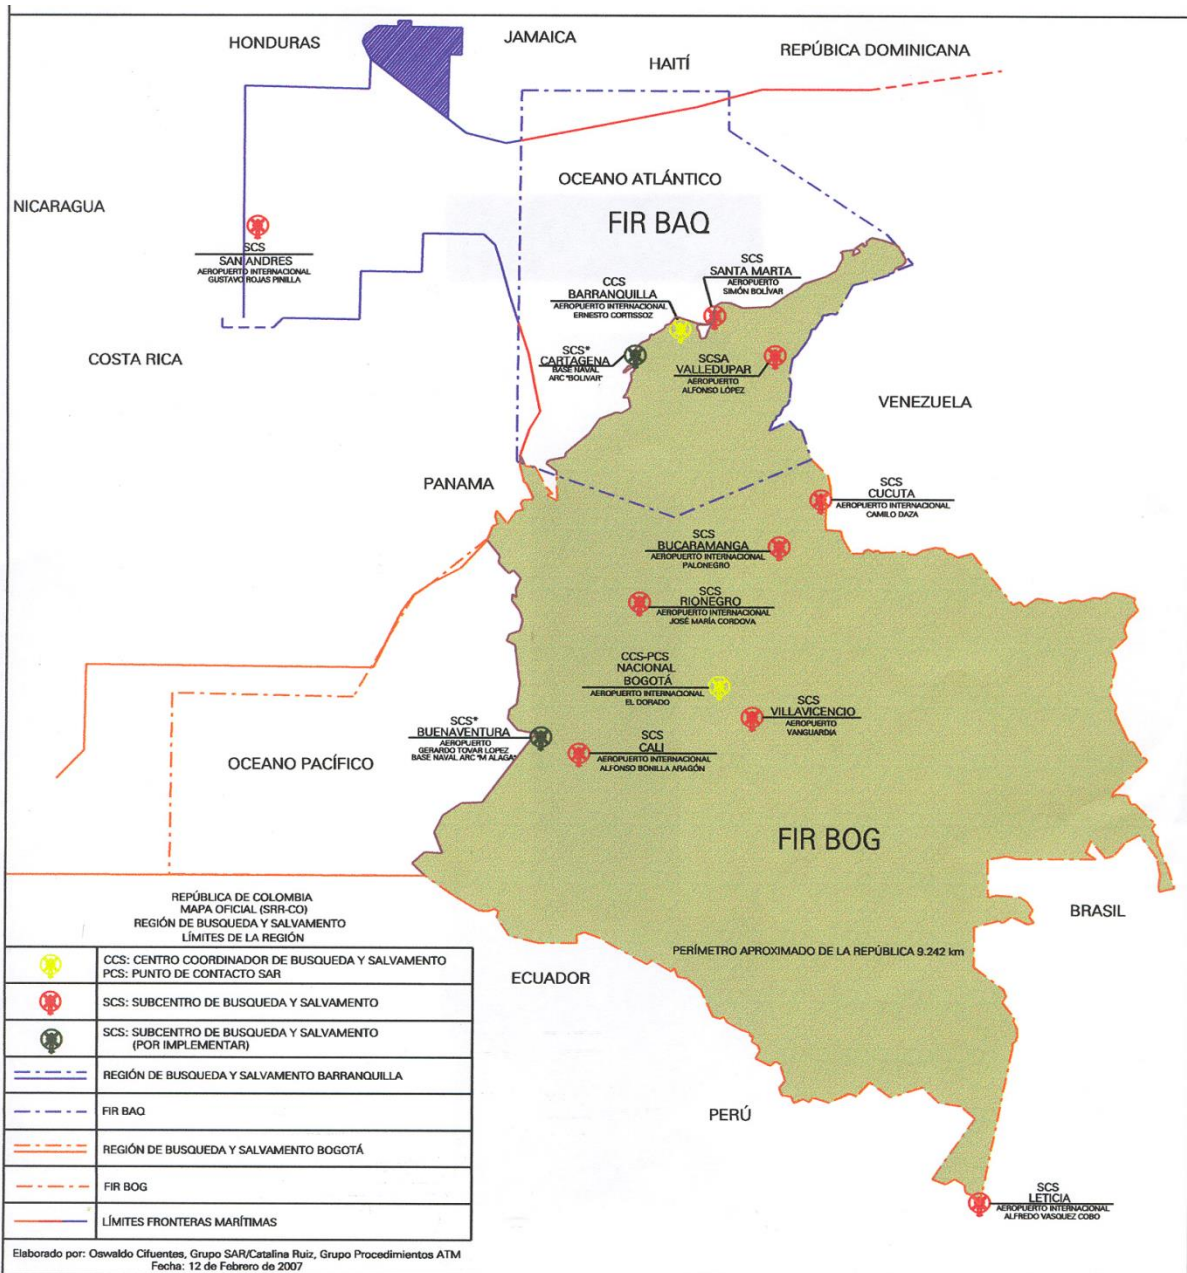 HONDURAS
JAMAICA
HAITÍ
REPÚBICA DOMINICANA
NICARAGUA
OCEANO ATLÁNTICO
FIR BAQ
SCS
SAN ANDRES
AEROPUERTO INTERNACIONAL
GUSTAVO ROJAS PINILLA
SCS
SANTA MARTA
AEROPUERTO
SIMÓN BOLÍVAR
CCS
BARRANQUILLA
AEROPUERTO INTERNACIONAL
ERNESTO CORTISSOZ
COSTA RICA
SCS*
CARTAGENA
BASE NAVAL
ARC "BOLIVAR"
SCSA
VALLEDUPAR
AEROPUERTO
ALFONSO LÓPEZ
VENEZUELA
PANAMA
SCS
CUCUTA
AEROPUERTO INTERNACIONAL
CAMILO DAZA
SCS
BUCARAMANGA
AEROPUERTO INTERNACIONAL
PALONEGRO
SCS
RIONEGRO
AEROPUERTO INTERNACIONAL
JOSÉ MARÍA CORDOVA
CCS-PCS
NACIONAL
BOGOTÁ
AEROPUERTO INTERNACIONAL
EL DORADO
SCS
VILLAVICENCIO
AEROPUERTO
VANGUARDIA
SCS*
BUENAVENTURA
AEROPUERTO
GERARDO TOVAR LOPEZ
BASE NAVAL ARC "M ALAGA"
SCS
CALI
AEROPUERTO INTERNACIONAL
ALFONSO BONILLA ARAGÓN
OCEANO PACÍFICO
FIR BOG
BRASIL
PERÍMETRO APROXIMADO DE LA REPÚBLICA 9.242 km
ECUADOR
PERÚ
SCS
LETICIA
AEROPUERTO INTERNACIONAL
ALFREDO VASQUEZ COBO
REPÚBLICA DE COLOMBIA
MAPA OFICIAL (SRR-CO)
REGIÓN DE BUSQUEDA Y SALVAMENTO
LÍMITES DE LA REGIÓN
CCS: CENTRO COORDINADOR DE BUSQUEDA Y SALVAMENTO
PCS: PUNTO DE CONTACTO SAR
SCS: SUBCENTRO DE BUSQUEDA Y SALVAMENTO
SCS: SUBCENTRO DE BUSQUEDA Y SALVAMENTO
(POR IMPLEMENTAR)
REGIÓN DE BUSQUEDA Y SALVAMENTO BARRANQUILLA
FIR BAQ
REGIÓN DE BUSQUEDA Y SALVAMENTO BOGOTÁ
FIR BOG
LÍMITES FRONTERAS MARÍTIMAS
Elaborado por: Oswaldo Cifuentes, Grupo SAR/Catalina Ruiz, Grupo Procedimientos ATM
Fecha: 12 de Febrero de 2007